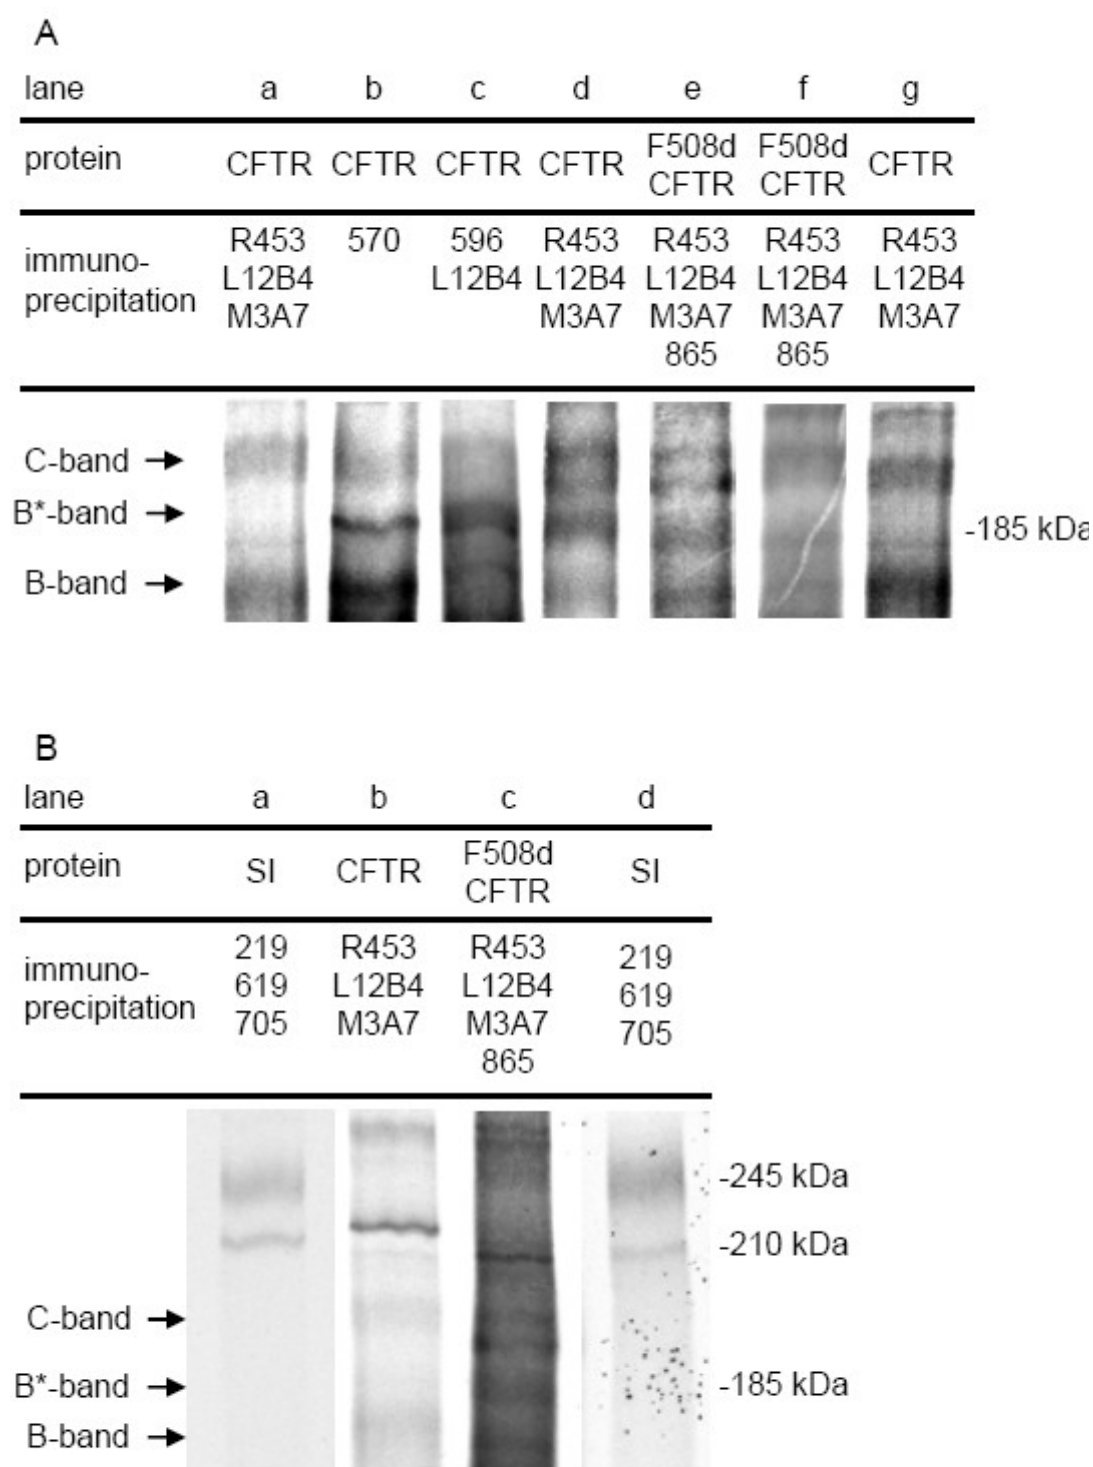 A
lane a b c d e f g
protein CFTR CFTR CFTR CFTR F508d CFTR F508d CFTR CFTR
immuno-
precipitation
R453 570 596 R453 R453 R453 R453
L12B4 L12B4 L12B4 L12B4 L12B4 L12B4
M3A7 M3A7 M3A7 M3A7 M3A7
865 865
C-band
B*-band
-185 kDa
B-band
B
lane a b c d
protein SI CFTR F508d CFTR SI
immuno-
precipitation
219 R453 R453 219
619 L12B4 L12B4 619
705 M3A7 M3A7 705
865
-245 kDa
-210 kDa
C-band
B*-band -185 kDa
B-band